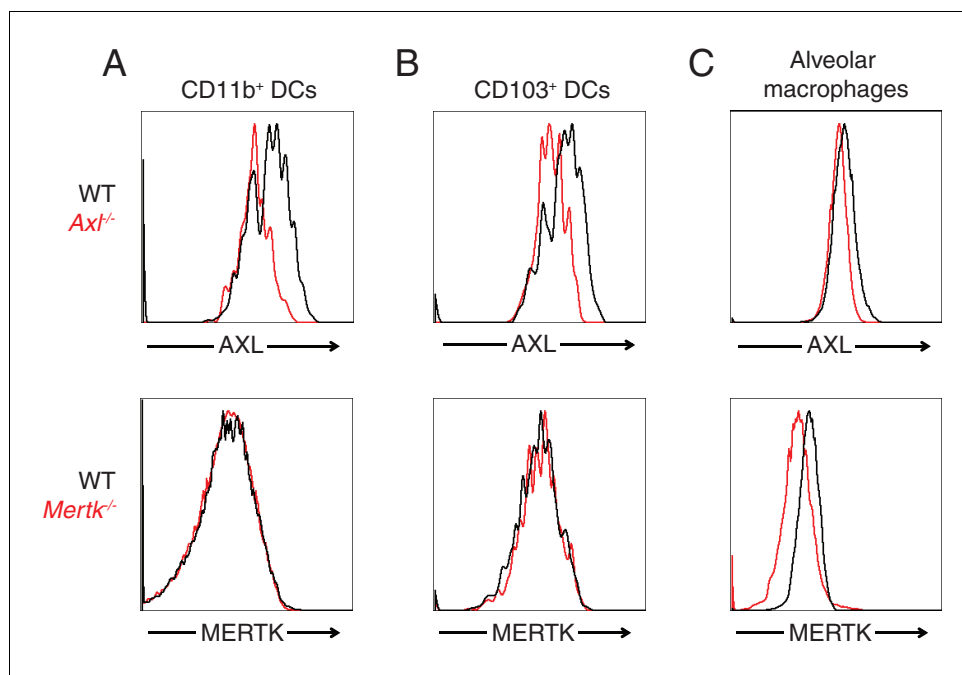 A
CD11b⁺ DCs
B
CD103⁺ DCs
C
Alveolar
macrophages
WT
Axl⁻/⁻
AXL
AXL
AXL
WT
Mertk⁻/⁻
MERTK
MERTK
MERTK